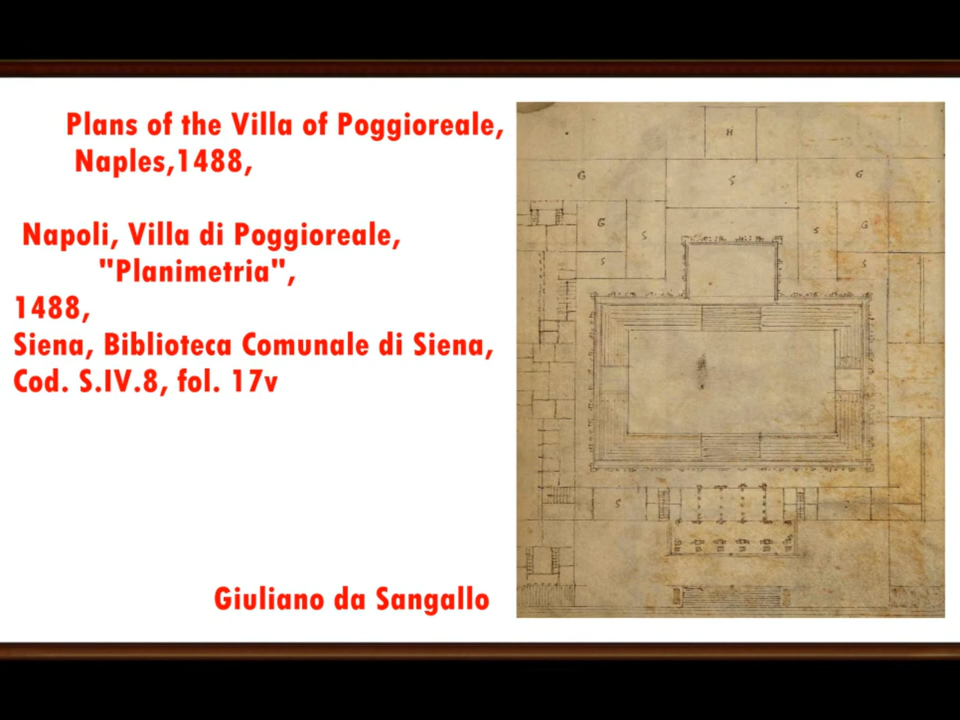 Plans of the Villa of Poggioreale,
Naples,1488,
Napoli, Villa di Poggioreale,
"Planimetria",
1488,
Siena, Biblioteca Comunale di Siena,
Cod. S.IV.8, fol. 17v
Giuliano da Sangallo
H
G S G
G S S G
S S
S